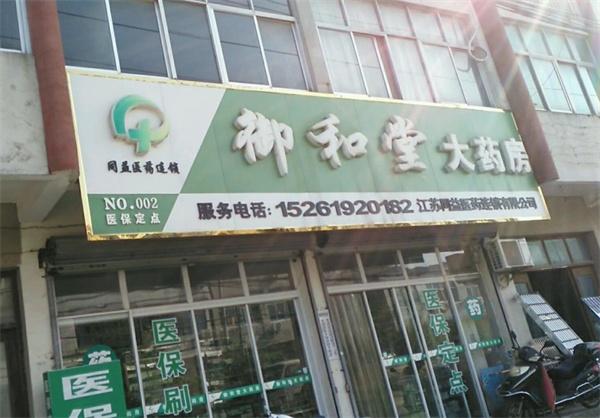 御和堂大药房
同益医药连锁
NO.002
医保定点
服务电话: 15261920182 江苏同益医药连锁有限公司
药
医保
医保刷
医保定点
药